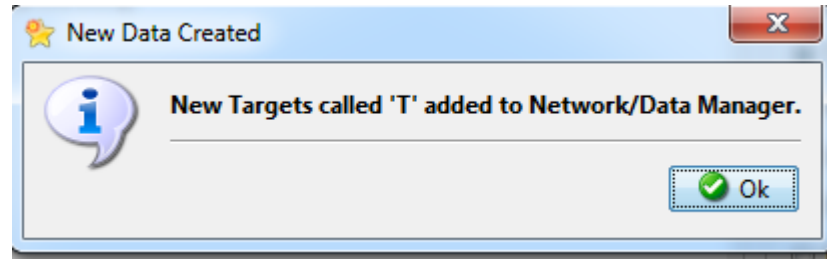 New Data Created
New Targets called 'T' added to Network/Data Manager.
Ok